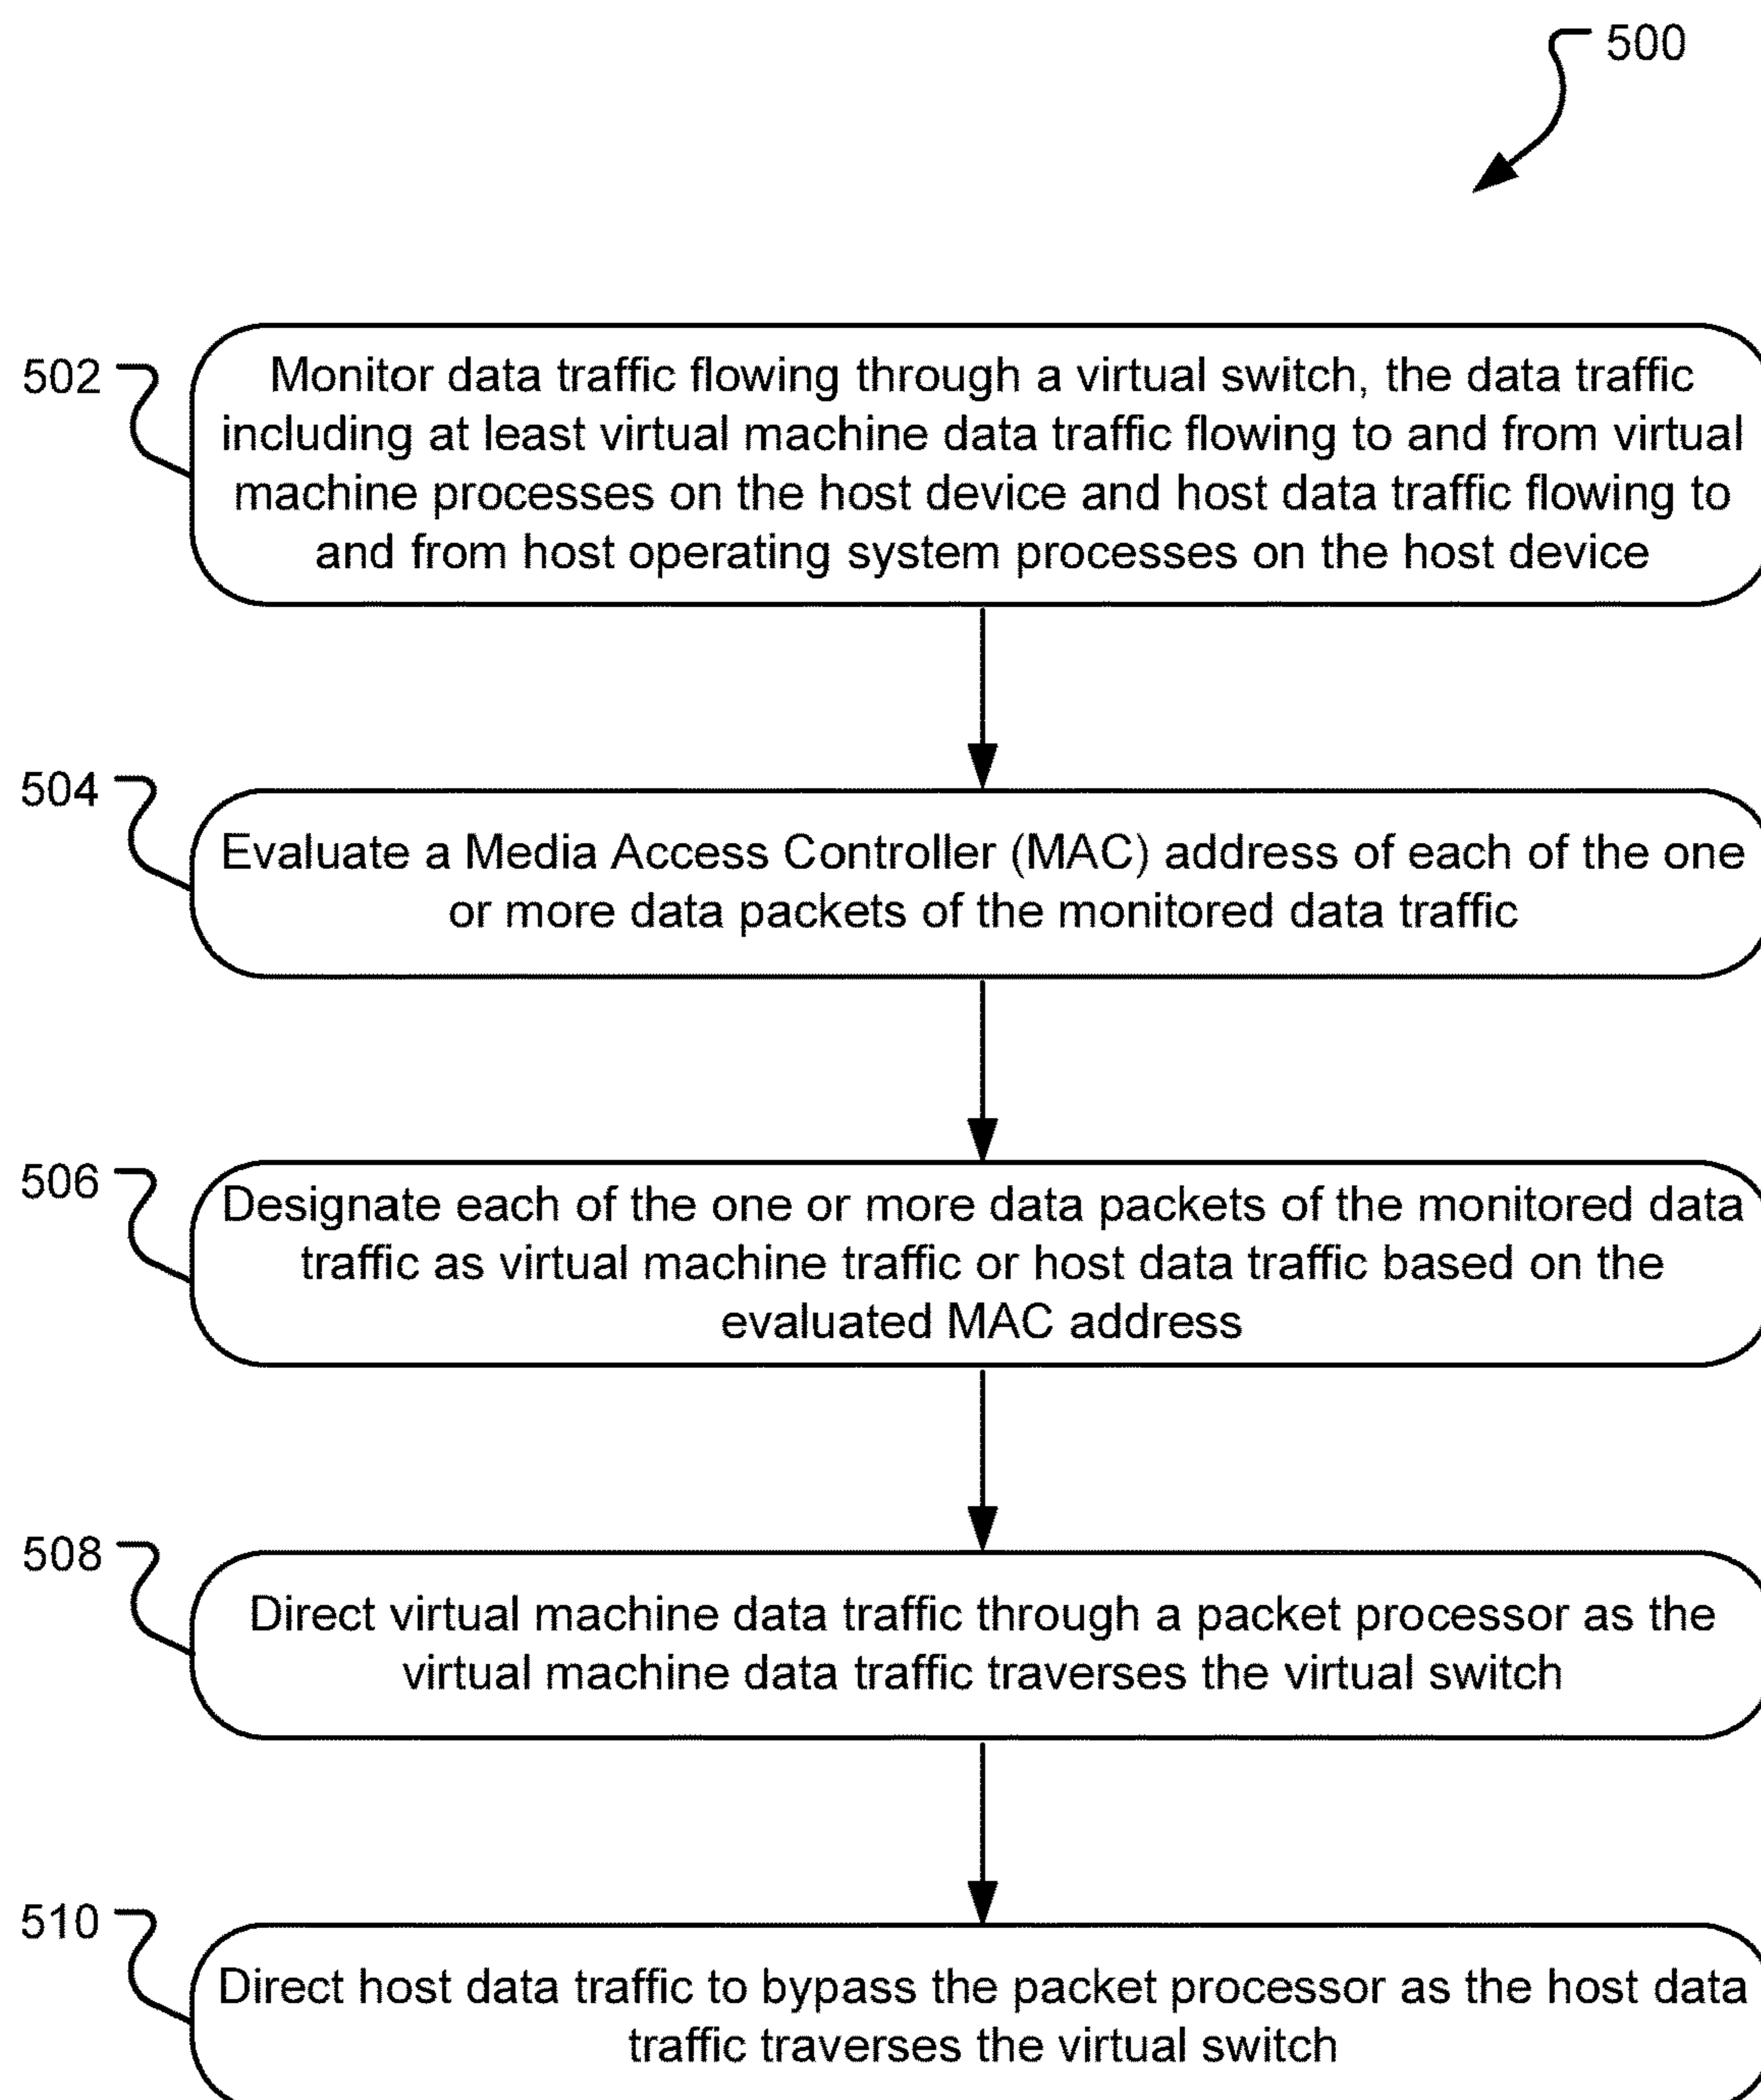 500
502
Monitor data traffic flowing through a virtual switch, the data traffic
including at least virtual machine data traffic flowing to and from virtual
machine processes on the host device and host data traffic flowing to
and from host operating system processes on the host device
504
Evaluate a Media Access Controller (MAC) address of each of the one
or more data packets of the monitored data traffic
506
Designate each of the one or more data packets of the monitored data
traffic as virtual machine traffic or host data traffic based on the
evaluated MAC address
508
Direct virtual machine data traffic through a packet processor as the
virtual machine data traffic traverses the virtual switch
510
Direct host data traffic to bypass the packet processor as the host data
traffic traverses the virtual switch